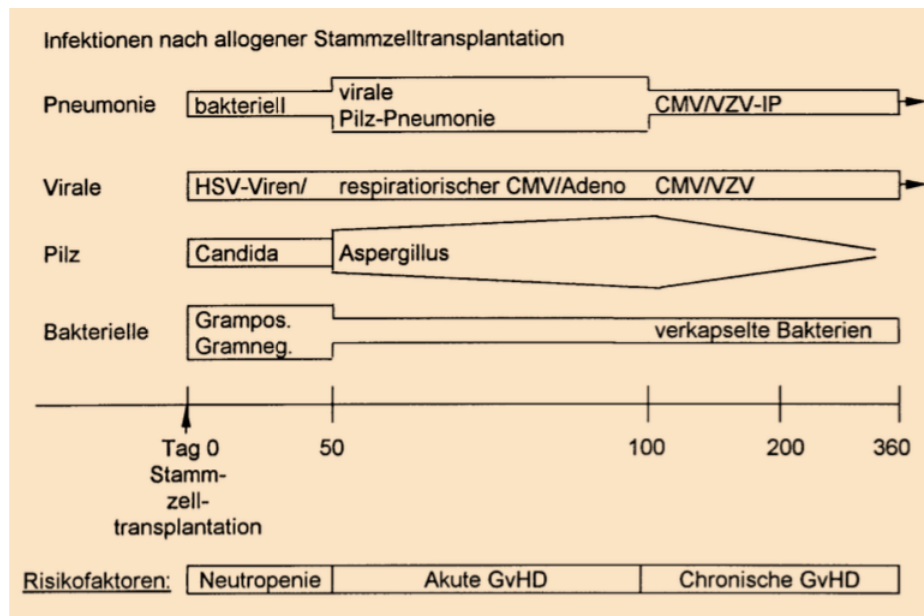 Infektionen nach allogener Stammzelltransplantation
Pneumonie bakteriell virale Pilz-Pneumonie CMV/VZV-IP
Virale HSV-Viren/ respiratiorischer CMV/Adeno CMV/VZV
Pilz Candida Aspergillus
Bakterielle Grampos. Gramneg. verkapselte Bakterien
Tag 0 50 100 200 360
Stamm-
zell-
transplantation
Risikofaktoren: Neutropenie Akute GvHD Chronische GvHD